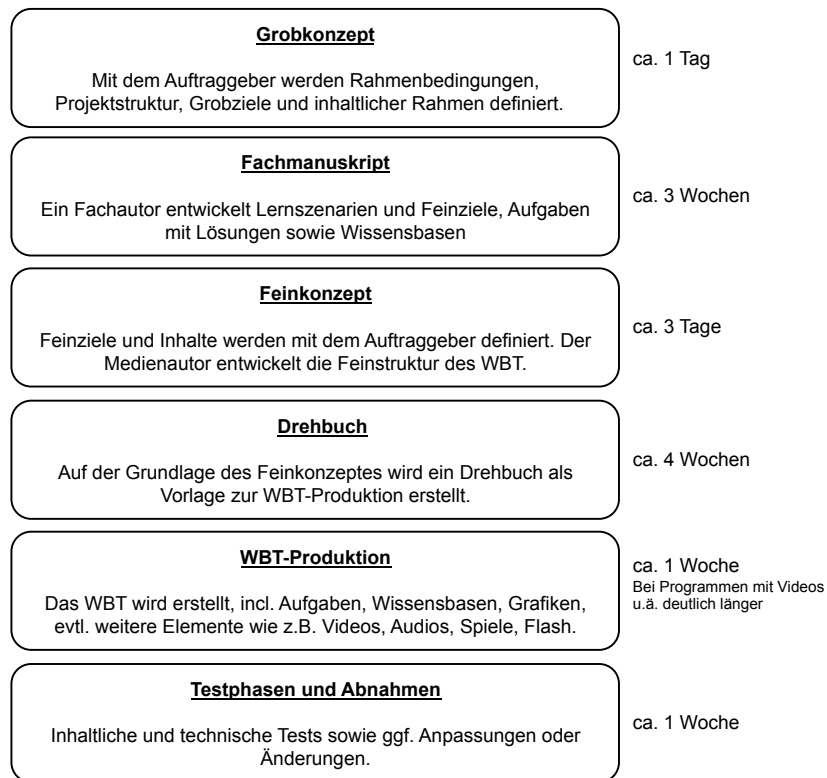 Grobkonzept
ca. 1 Tag
Mit dem Auftraggeber werden Rahmenbedingungen,
Projektstruktur, Grobziele und inhaltlicher Rahmen definiert.
Fachmanuskript
ca. 3 Wochen
Ein Fachautor entwickelt Lernszenarien und Feinziele, Aufgaben
mit Lösungen sowie Wissensbasen
Feinkonzept
ca. 3 Tage
Feinziele und Inhalte werden mit dem Auftraggeber definiert. Der
Medienautor entwickelt die Feinstruktur des WBT.
Drehbuch
ca. 4 Wochen
Auf der Grundlage des Feinkonzeptes wird ein Drehbuch als
Vorlage zur WBT-Produktion erstellt.
WBT-Produktion
ca. 1 Woche
Bei Programmen mit Videos
u.ä. deutlich länger
Das WBT wird erstellt, incl. Aufgaben, Wissensbasen, Grafiken,
evtl. weitere Elemente wie z.B. Videos, Audios, Spiele, Flash.
Testphasen und Abnahmen
ca. 1 Woche
Inhaltliche und technische Tests sowie ggf. Anpassungen oder
Änderungen.